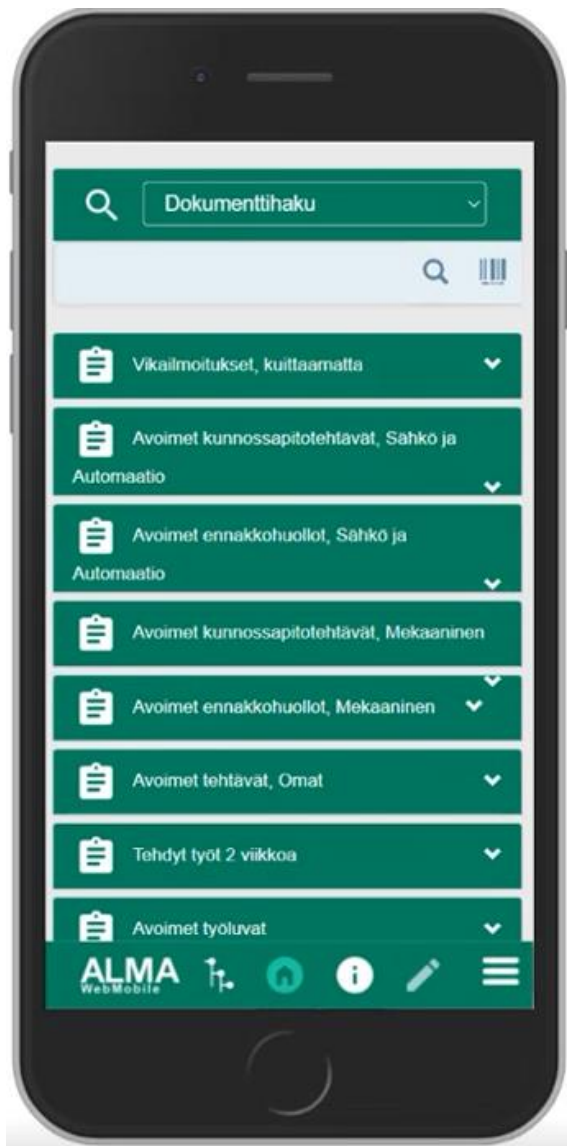 Dokumenttihaku
Vikailmoitukset, kuittaamatta
Avoimet kunnossapitotehtävät, Sähkö ja
Automaatio
Avoimet ennakkohuollot, Sähkö ja
Automaatio
Avoimet kunnossapitotehtävät, Mekaaninen
Avoimet ennakkohuollot, Mekaaninen
Avoimet tehtävät, Omat
Tehdyt työt 2 viikkoa
Avoimet työluvat
ALMA
WebMobile